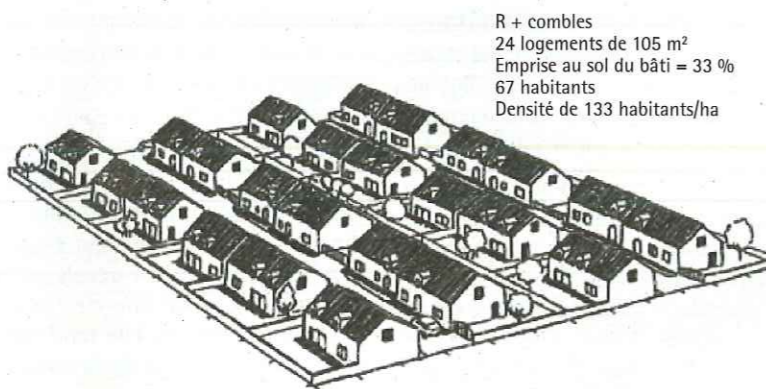 R + combles
24 logements de 105 m²
Emprise au sol du bâti = 33 %
67 habitants
Densité de 133 habitants/ha